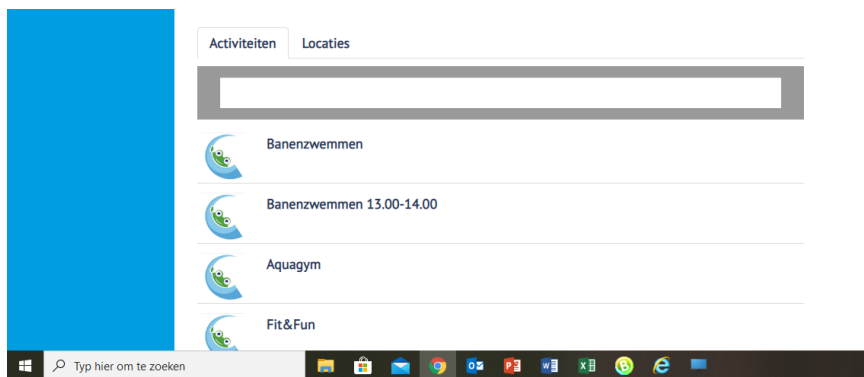 Activiteiten Locaties
Banenzwemmen
Banenzwemmen 13.00-14.00
Aquagym
Fit&Fun
Typ hier om te zoeken